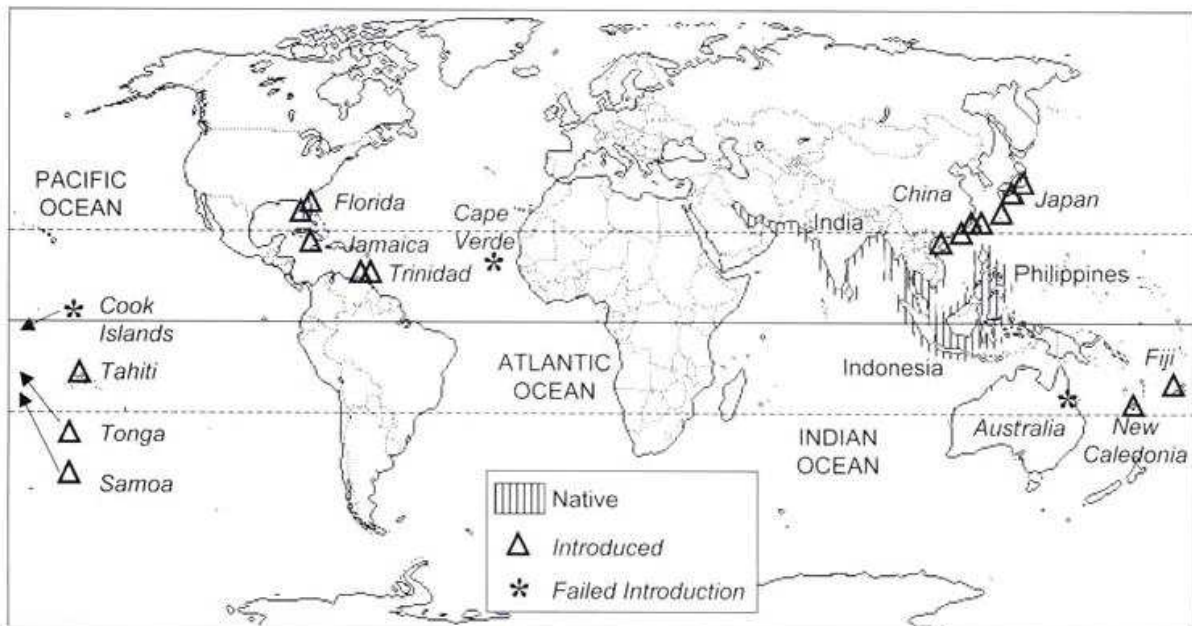 PACIFIC
OCEAN
Florida
Jamaica
Trinidad
Cape
Verde
China
Japan
India
Philippines
Cook
Islands
Tahiti
Tonga
Samoa
ATLANTIC
OCEAN
Indonesia
Fiji
Australia
New
Caledonia
INDIAN
OCEAN
Native
Introduced
Failed Introduction